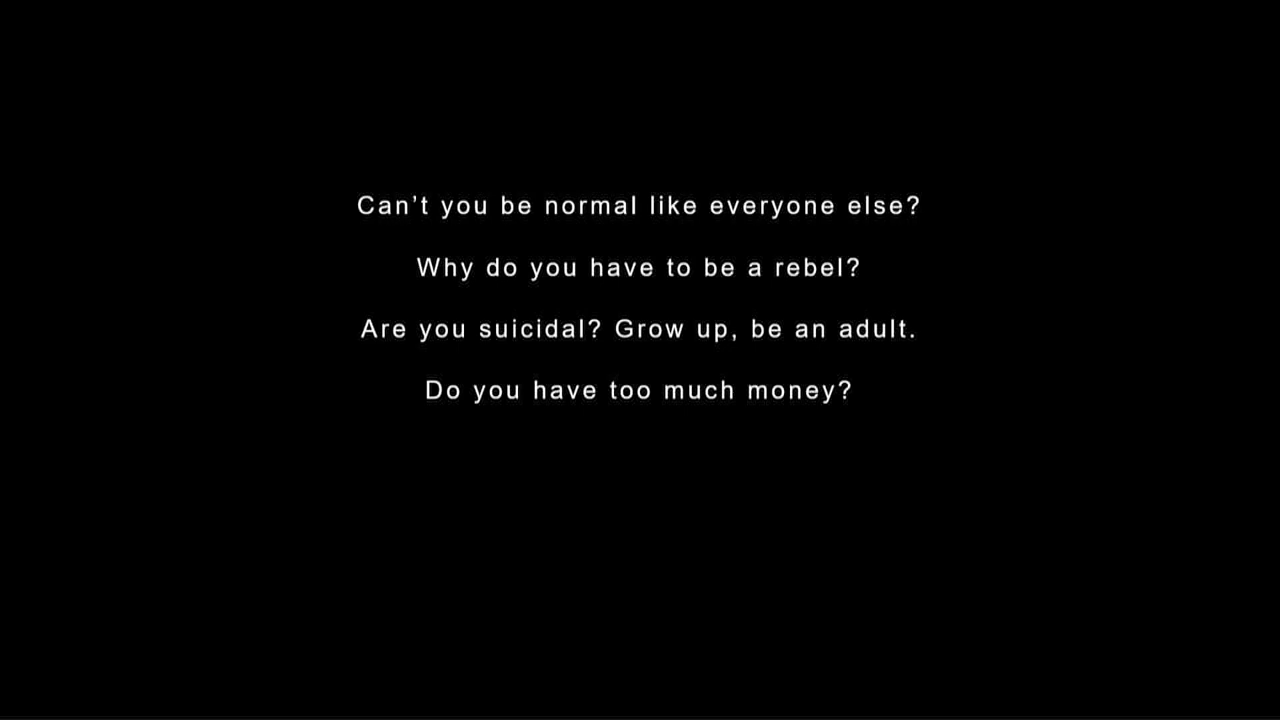 Can’t you be normal like everyone else?
Why do you have to be a rebel?
Are you suicidal? Grow up, be an adult.
Do you have too much money?